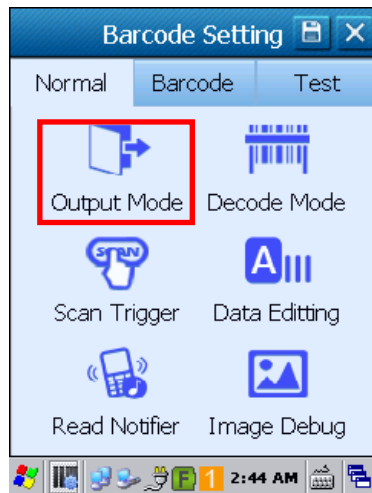 Barcode Setting
Normal Barcode Test
Output Mode Decode Mode
SCAN A
Scan Trigger Data Editting
Read Notifier Image Debug
F 1 2:44 AM